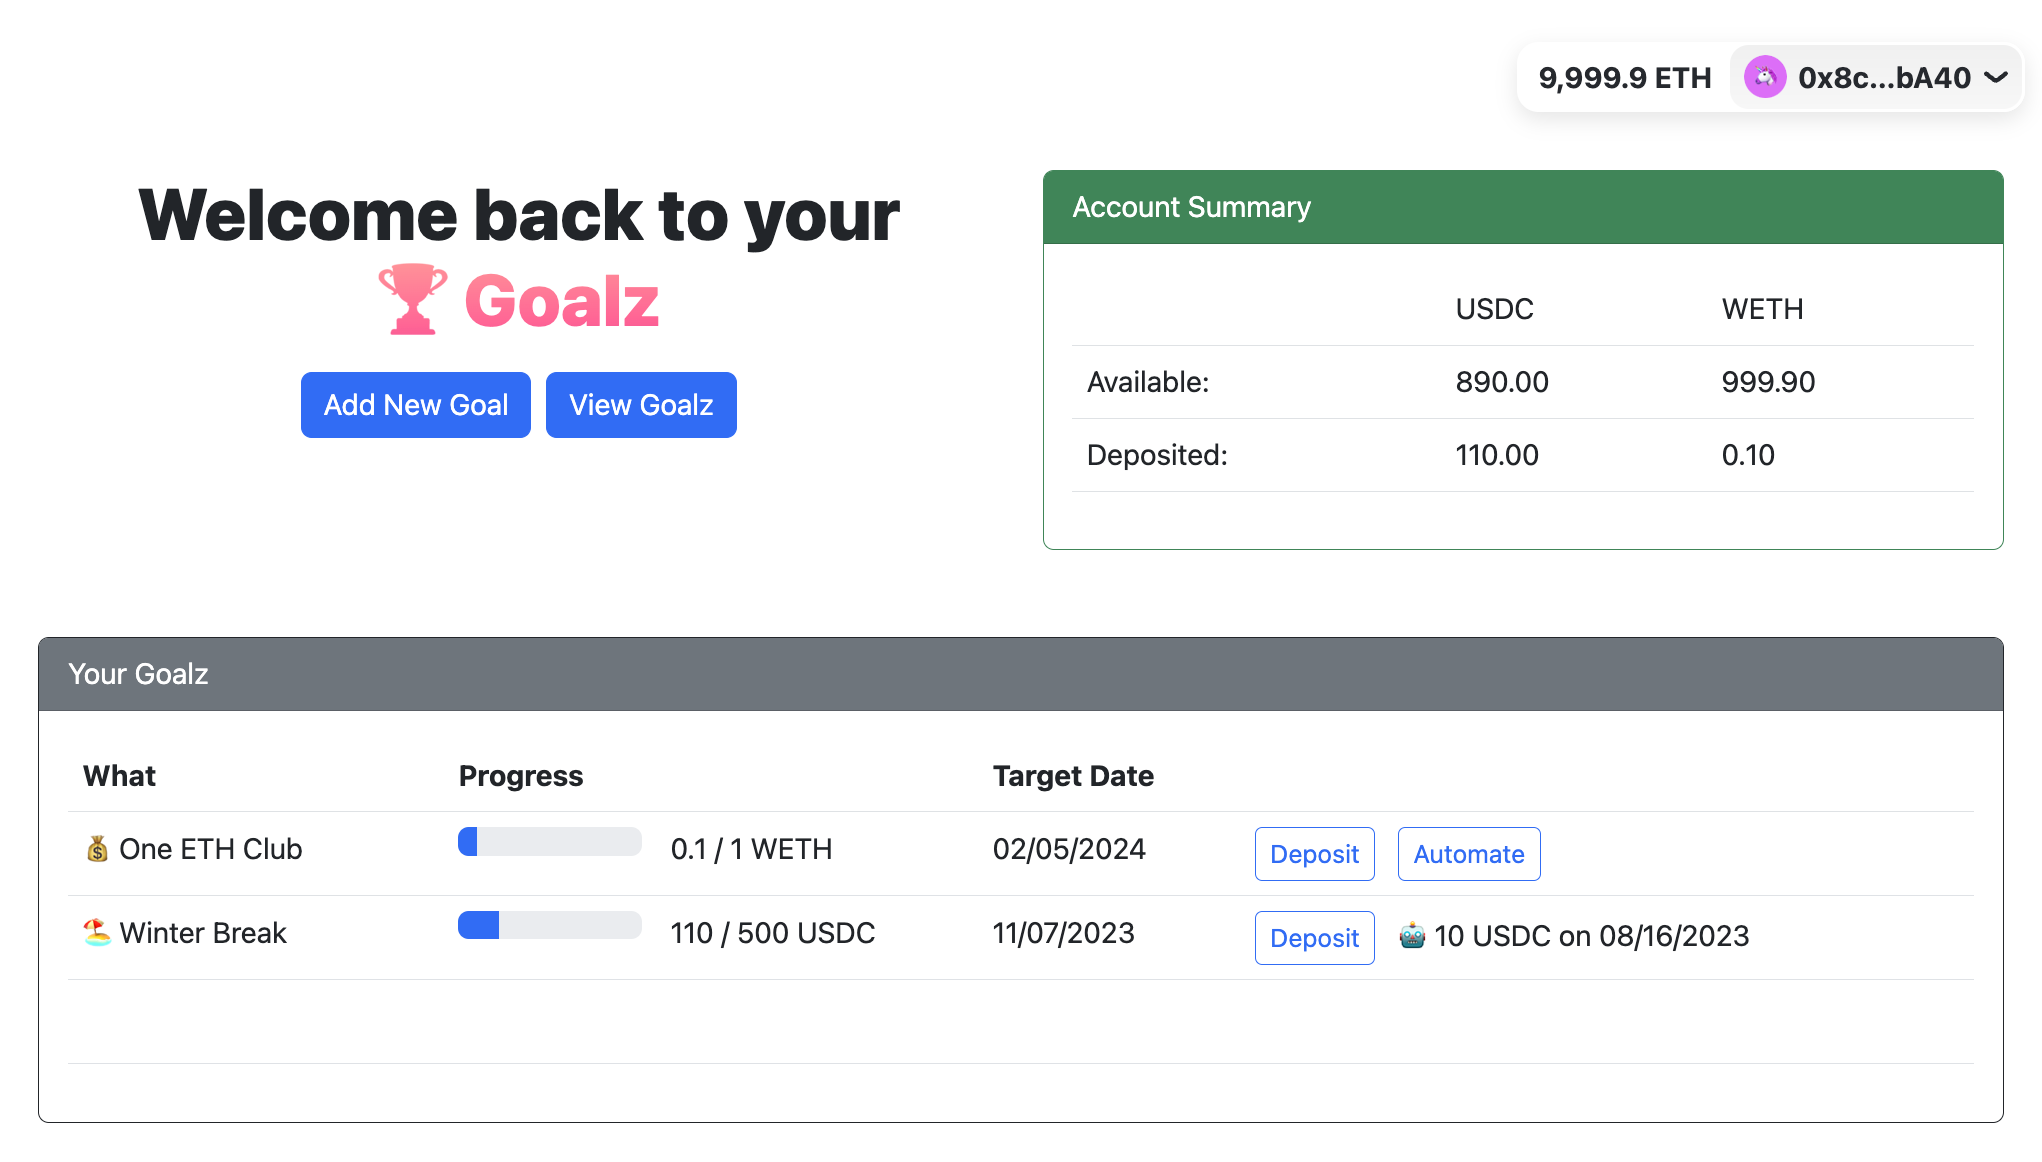 9,999.9 ETH 0x8c...bA40
Welcome back to your
🏆 Goalz
Add New Goal View Goalz
Account Summary
USDC WETH
Available: 890.00 999.90
Deposited: 110.00 0.10
Your Goalz
What Progress Target Date
💰 One ETH Club 0.1 / 1 WETH 02/05/2024 Deposit Automate
🏖️ Winter Break 110 / 500 USDC 11/07/2023 Deposit 🤖 10 USDC on 08/16/2023